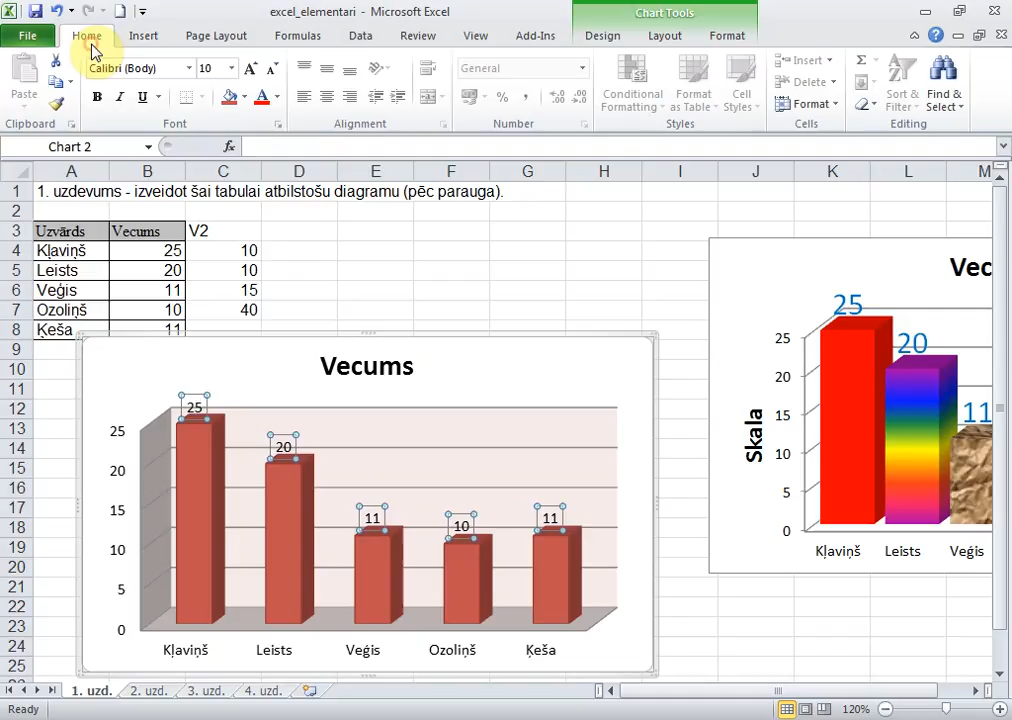 excel_elementari - Microsoft Excel
Chart Tools
File Home Insert Page Layout Formulas Data Review View Add-Ins Design Layout Format
Paste
Calibri (Body) 10
B I U
General
Conditional Formatting
Format as Table
Cell Styles
Insert
Delete
Format
Sort & Filter
Find & Select
Clipboard Font Alignment Number Styles Cells Editing
Chart 2 fx
A B C D E F G H I J K L M
1 1. uzdevums - izveidot šai tabulai atbilstošu diagramu (pēc parauga).
2
3 Uzvārds Vecums V2
4 Kļaviņš 25 10
5 Leists 20 10
6 Veģis 11 15
7 Ozoliņš 10 40
8 Ķeša 11
9
10
11
12
13
14
15
16
17
18
19
20
21
22
23
24
25
Vecums
25
20
15
10
5
0
25 20 11 10 11
Kļaviņš Leists Veģis Ozoliņš Ķeša
Vec
25 20 11
Skala
25
20
15
10
5
0
Kļaviņš Leists Veģis
1. uzd. 2. uzd. 3. uzd. 4. uzd.
Ready 120%